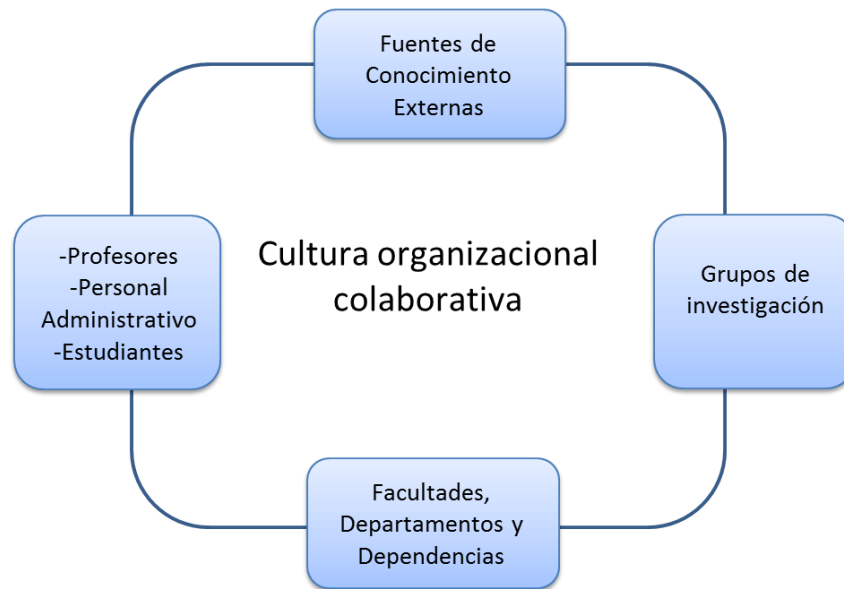 Fuentes de
Conocimiento
Externas
-Profesores
-Personal
Administrativo
-Estudiantes
Cultura organizacional
colaborativa
Grupos de
investigación
Facultades,
Departamentos y
Dependencias